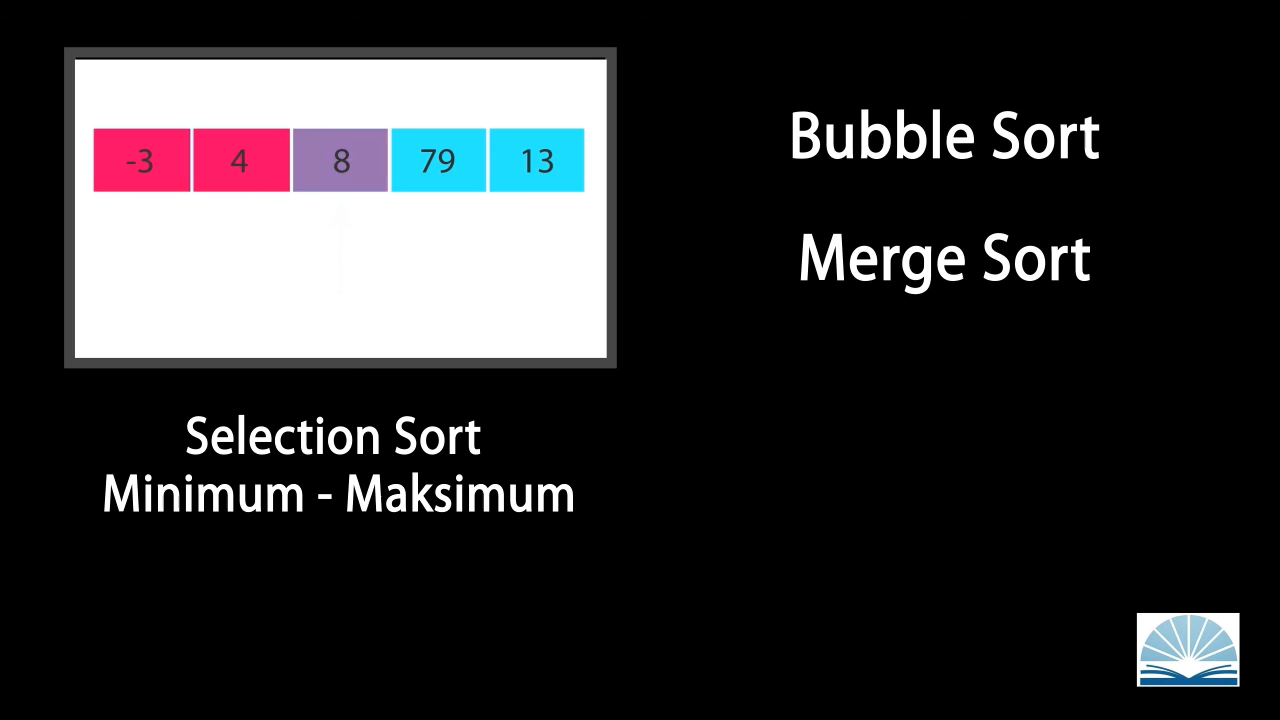 -3 4 8 79 13
Selection Sort
Minimum - Maksimum
Bubble Sort
Merge Sort